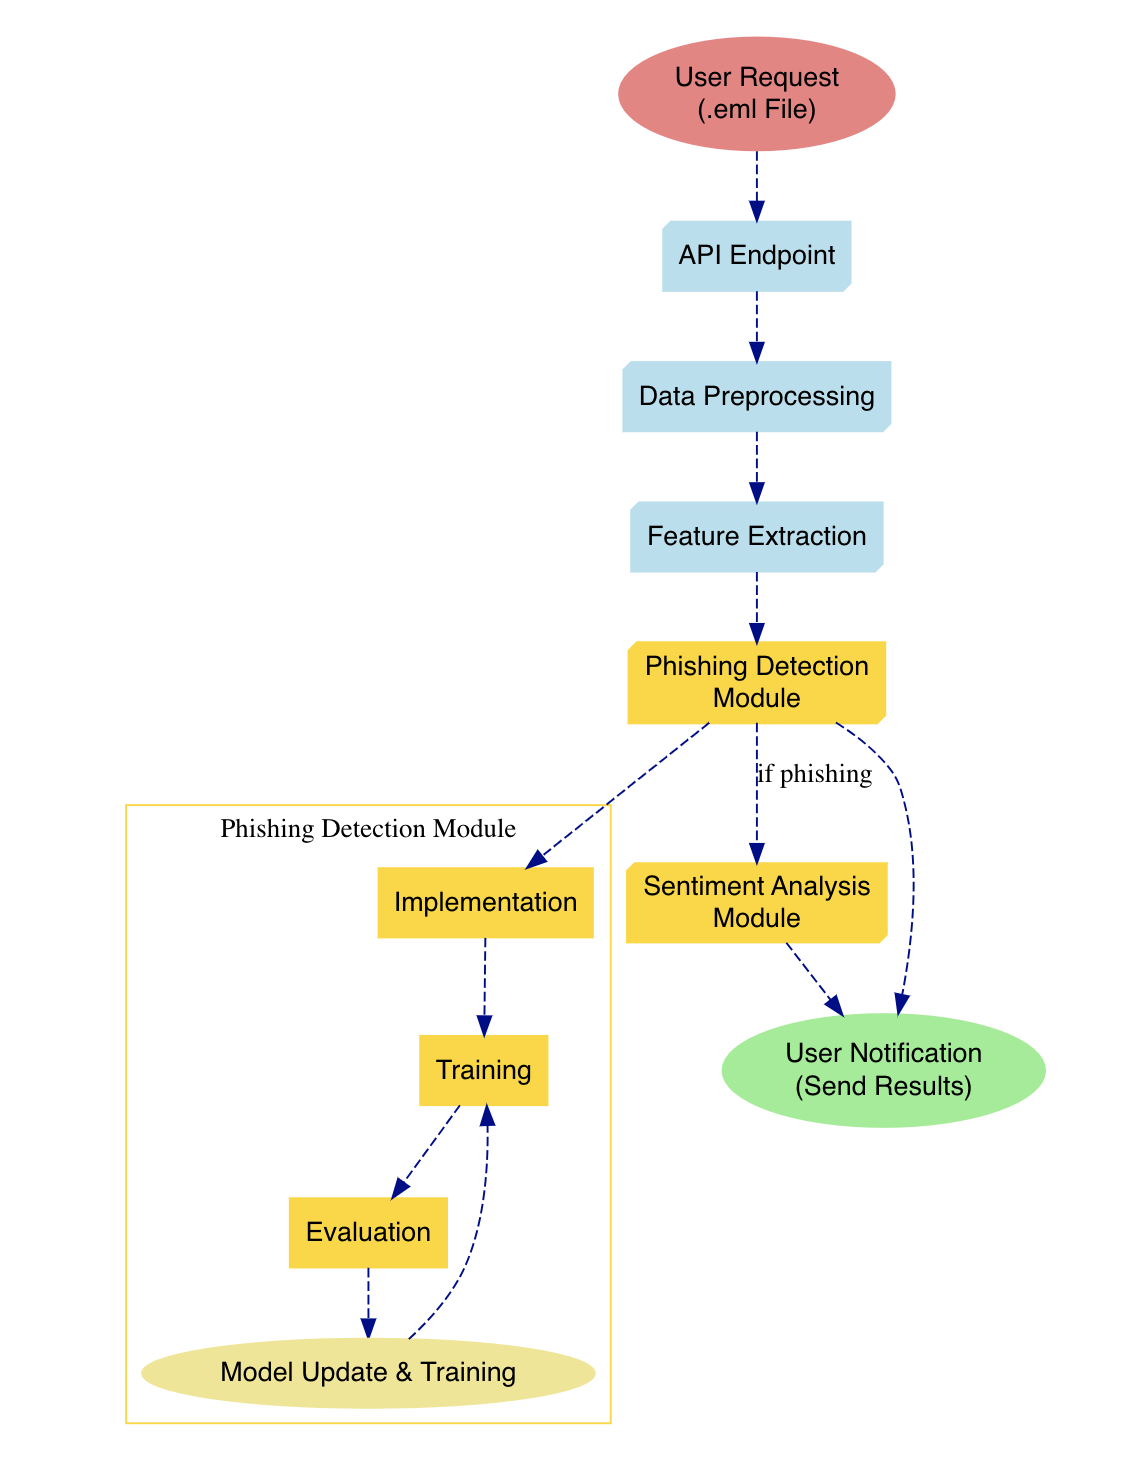 User Request
(.eml File)
API Endpoint
Data Preprocessing
Feature Extraction
Phishing Detection
Module
if phishing
Phishing Detection Module
Implementation
Sentiment Analysis
Module
Training
User Notification
(Send Results)
Evaluation
Model Update & Training